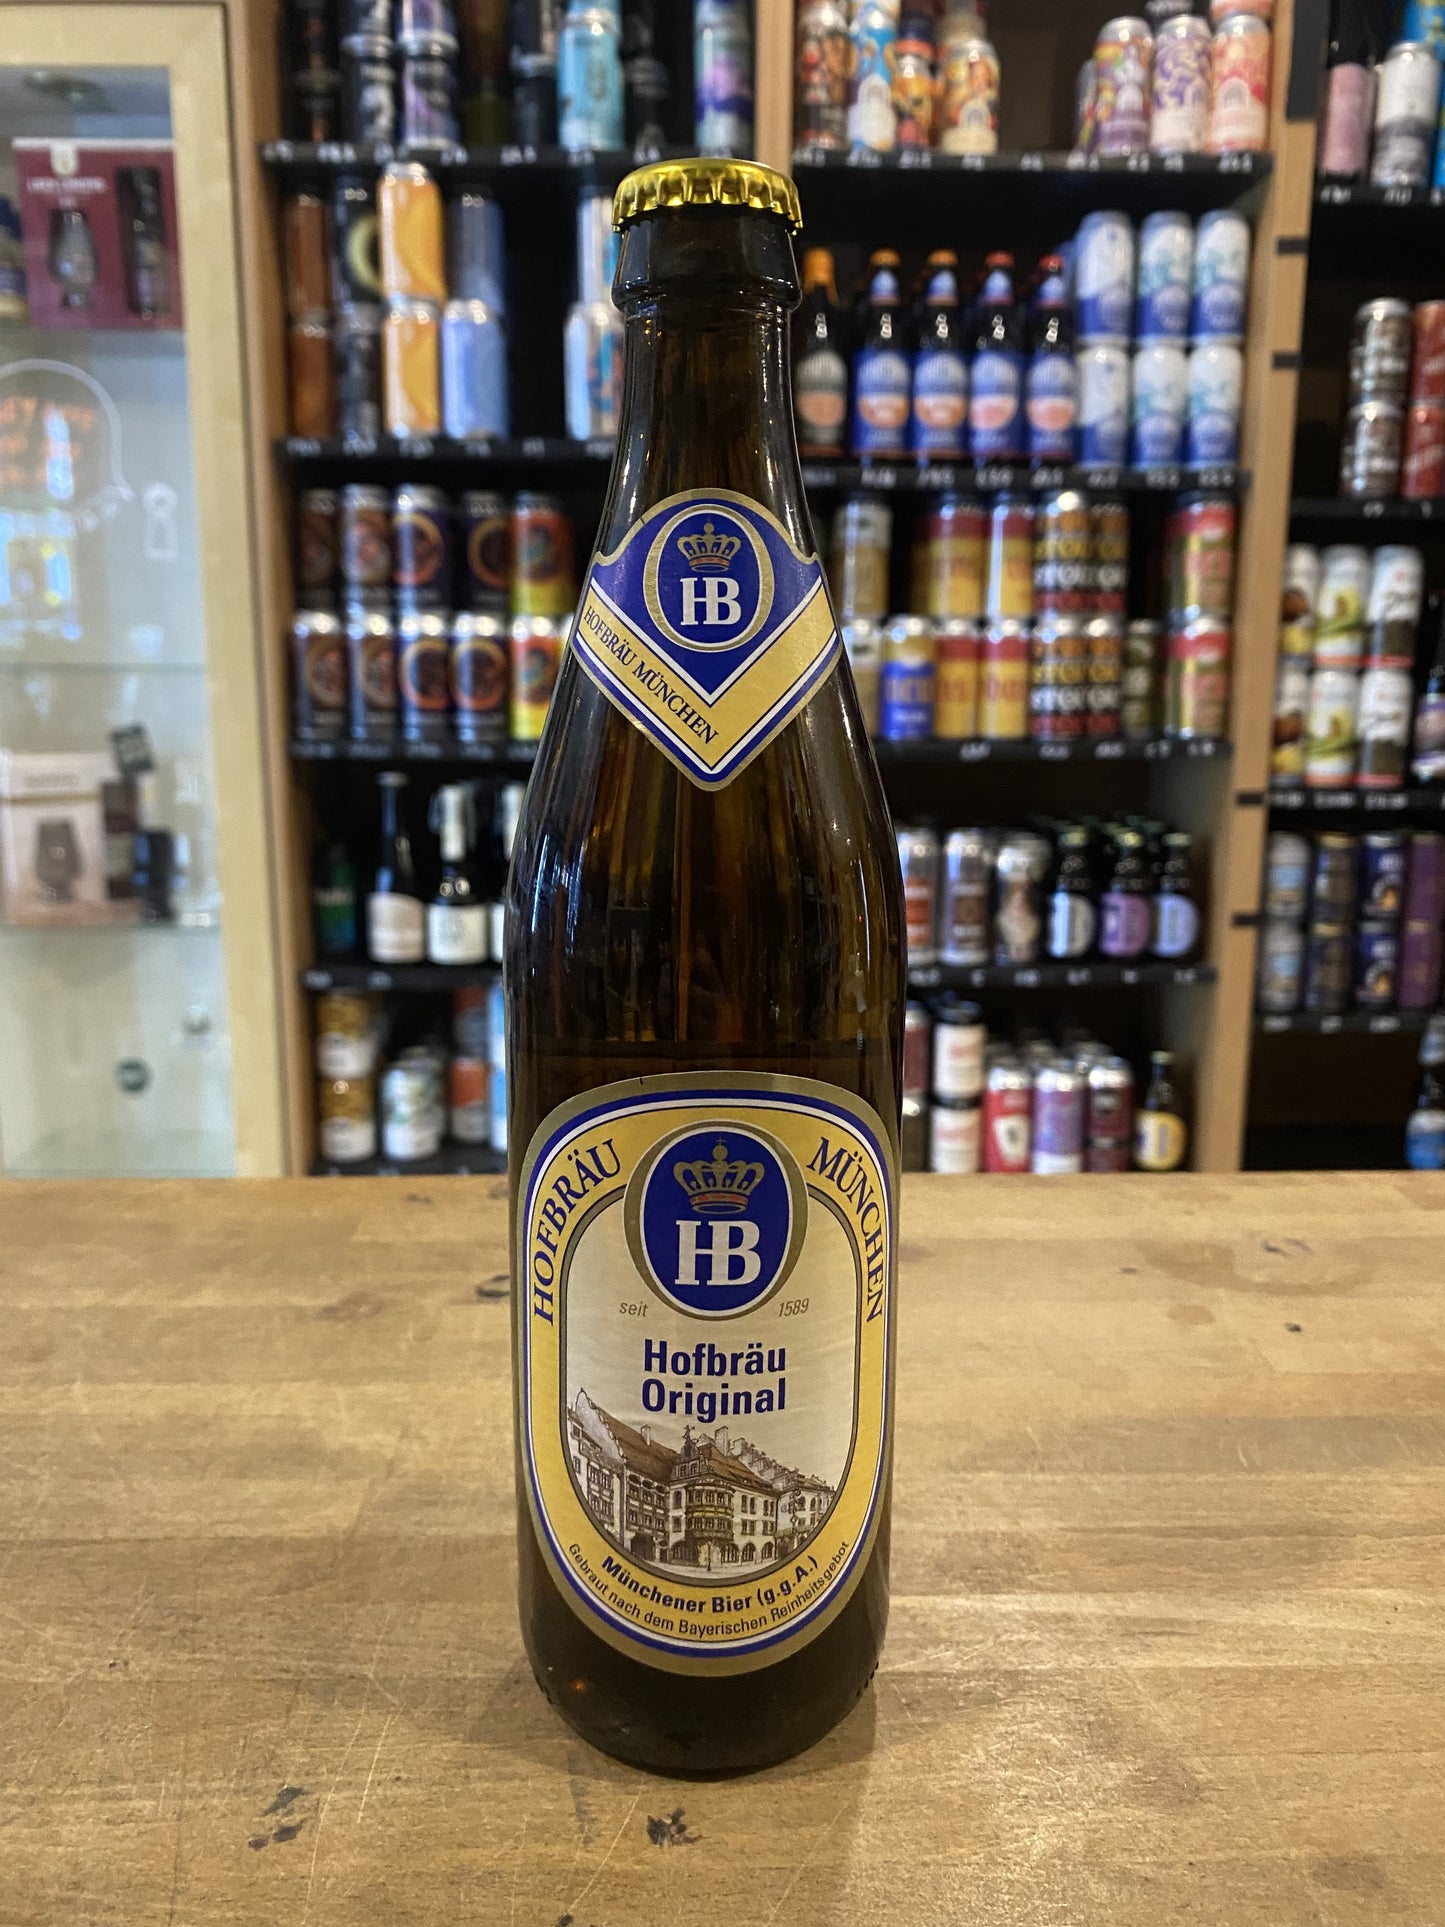 HB
HOFBRÄU MÜNCHEN
HOFBRÄU MÜNCHEN
HB
seit 1589
Hofbräu
Original
Münchener Bier (g.g.A.)
Gebraut nach dem Bayerischen Reinheitsgebot